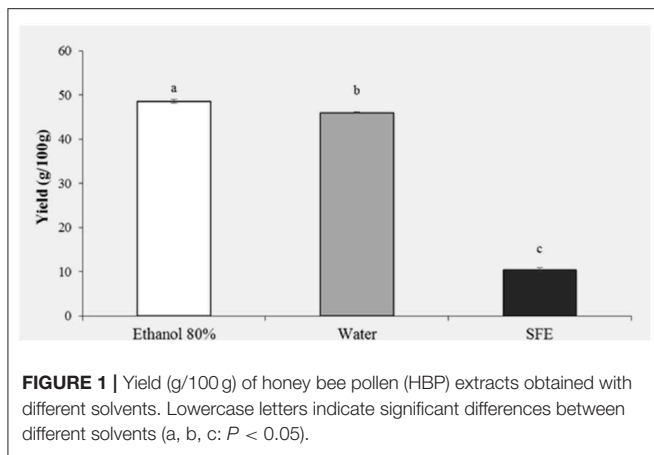 60
50
40
30
20
10
0
Yield (g/100g)
a
b
c
Ethanol 80%
Water
SFE
FIGURE 1 | Yield (g/100 g) of honey bee pollen (HBP) extracts obtained with
different solvents. Lowercase letters indicate significant differences between
different solvents (a, b, c: P < 0.05).